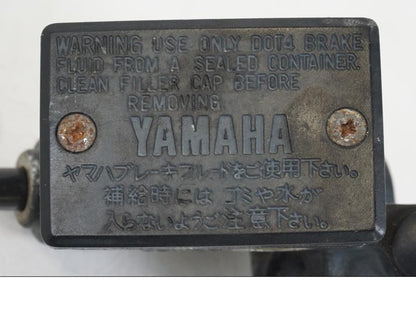 WARNING USE ONLY DOT4 BRAKE
FLUID FROM A SEALED CONTAINER.
CLEAN FILLER CAP BEFORE
REMOVING.
YAMAHA
ヤマハブレーキフルードをご使用下さい。
補給時には ゴミや水が
入らないようご注意下さい。